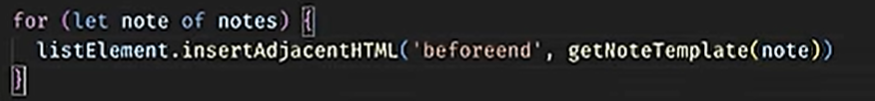 for (let note of notes) {
  listElement.insertAdjacentHTML('beforeend', getNoteTemplate(note))
}